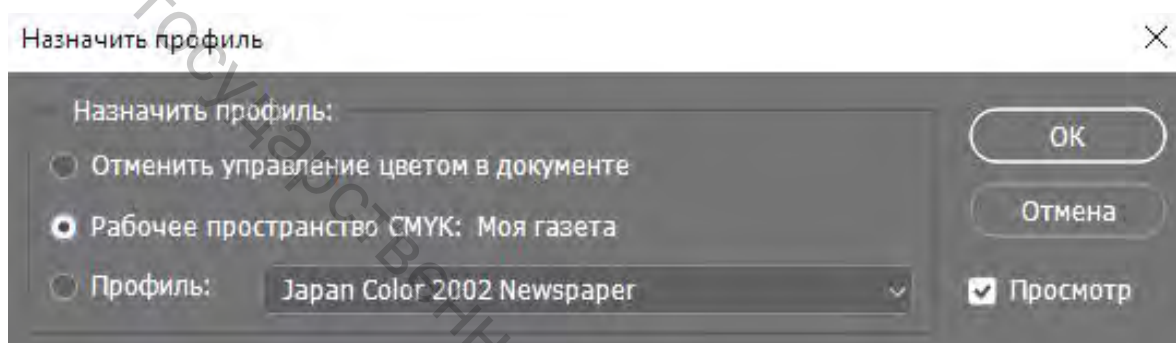 Назначить профиль
Назначить профиль:
Отменить управление цветом в документе
Рабочее пространство CMYK: Моя газета
Профиль: Japan Color 2002 Newspaper
ОК
Отмена
Просмотр